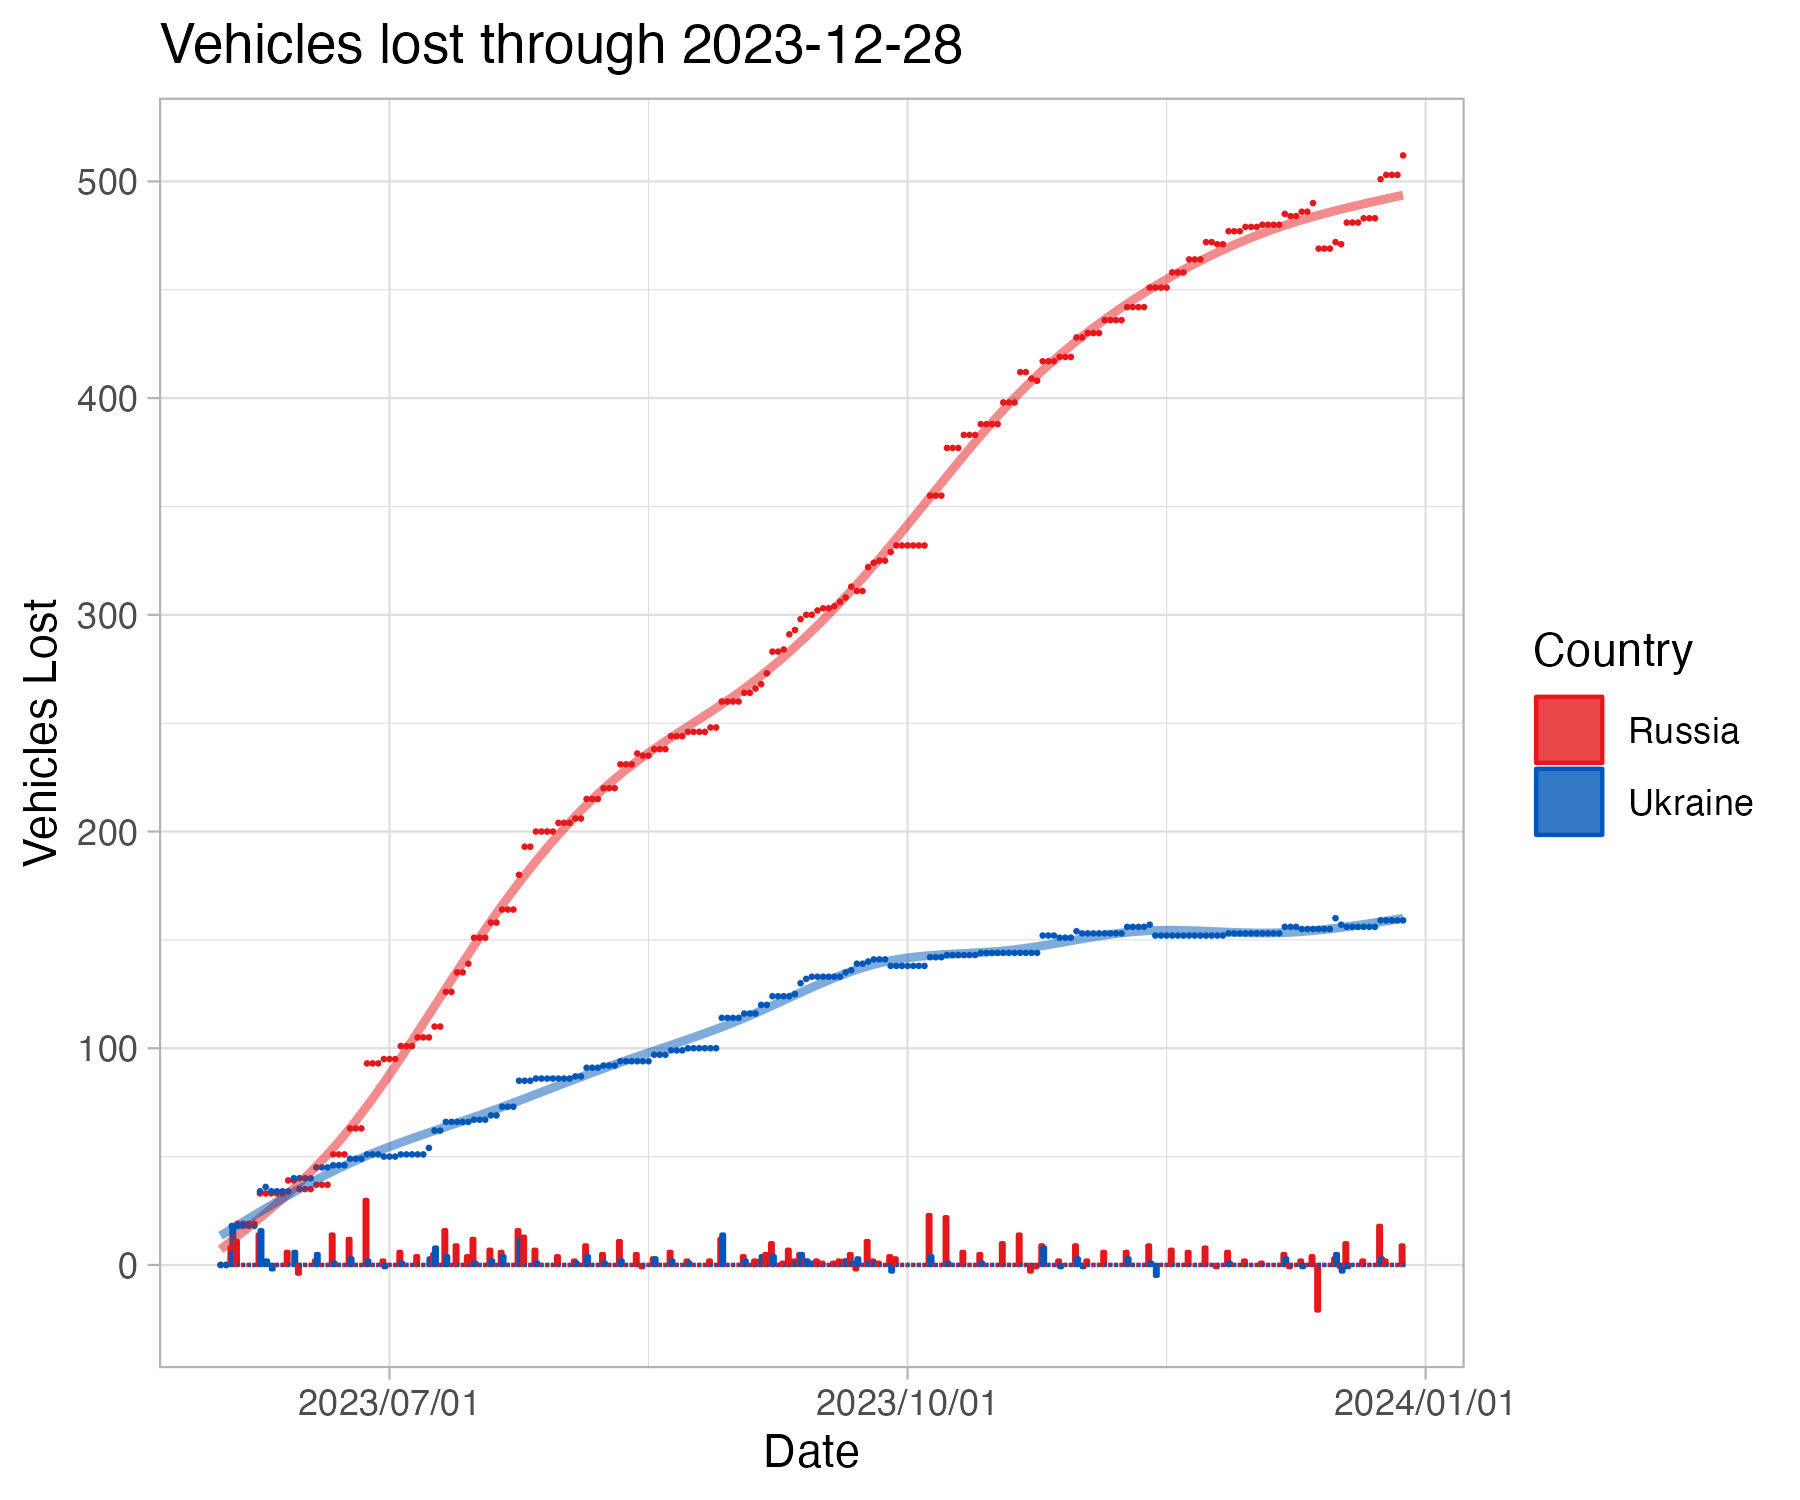 Vehicles lost through 2023-12-28
500
400
300
200
100
0
Vehicles Lost
2023/07/01
2023/10/01
2024/01/01
Date
Country
Russia
Ukraine